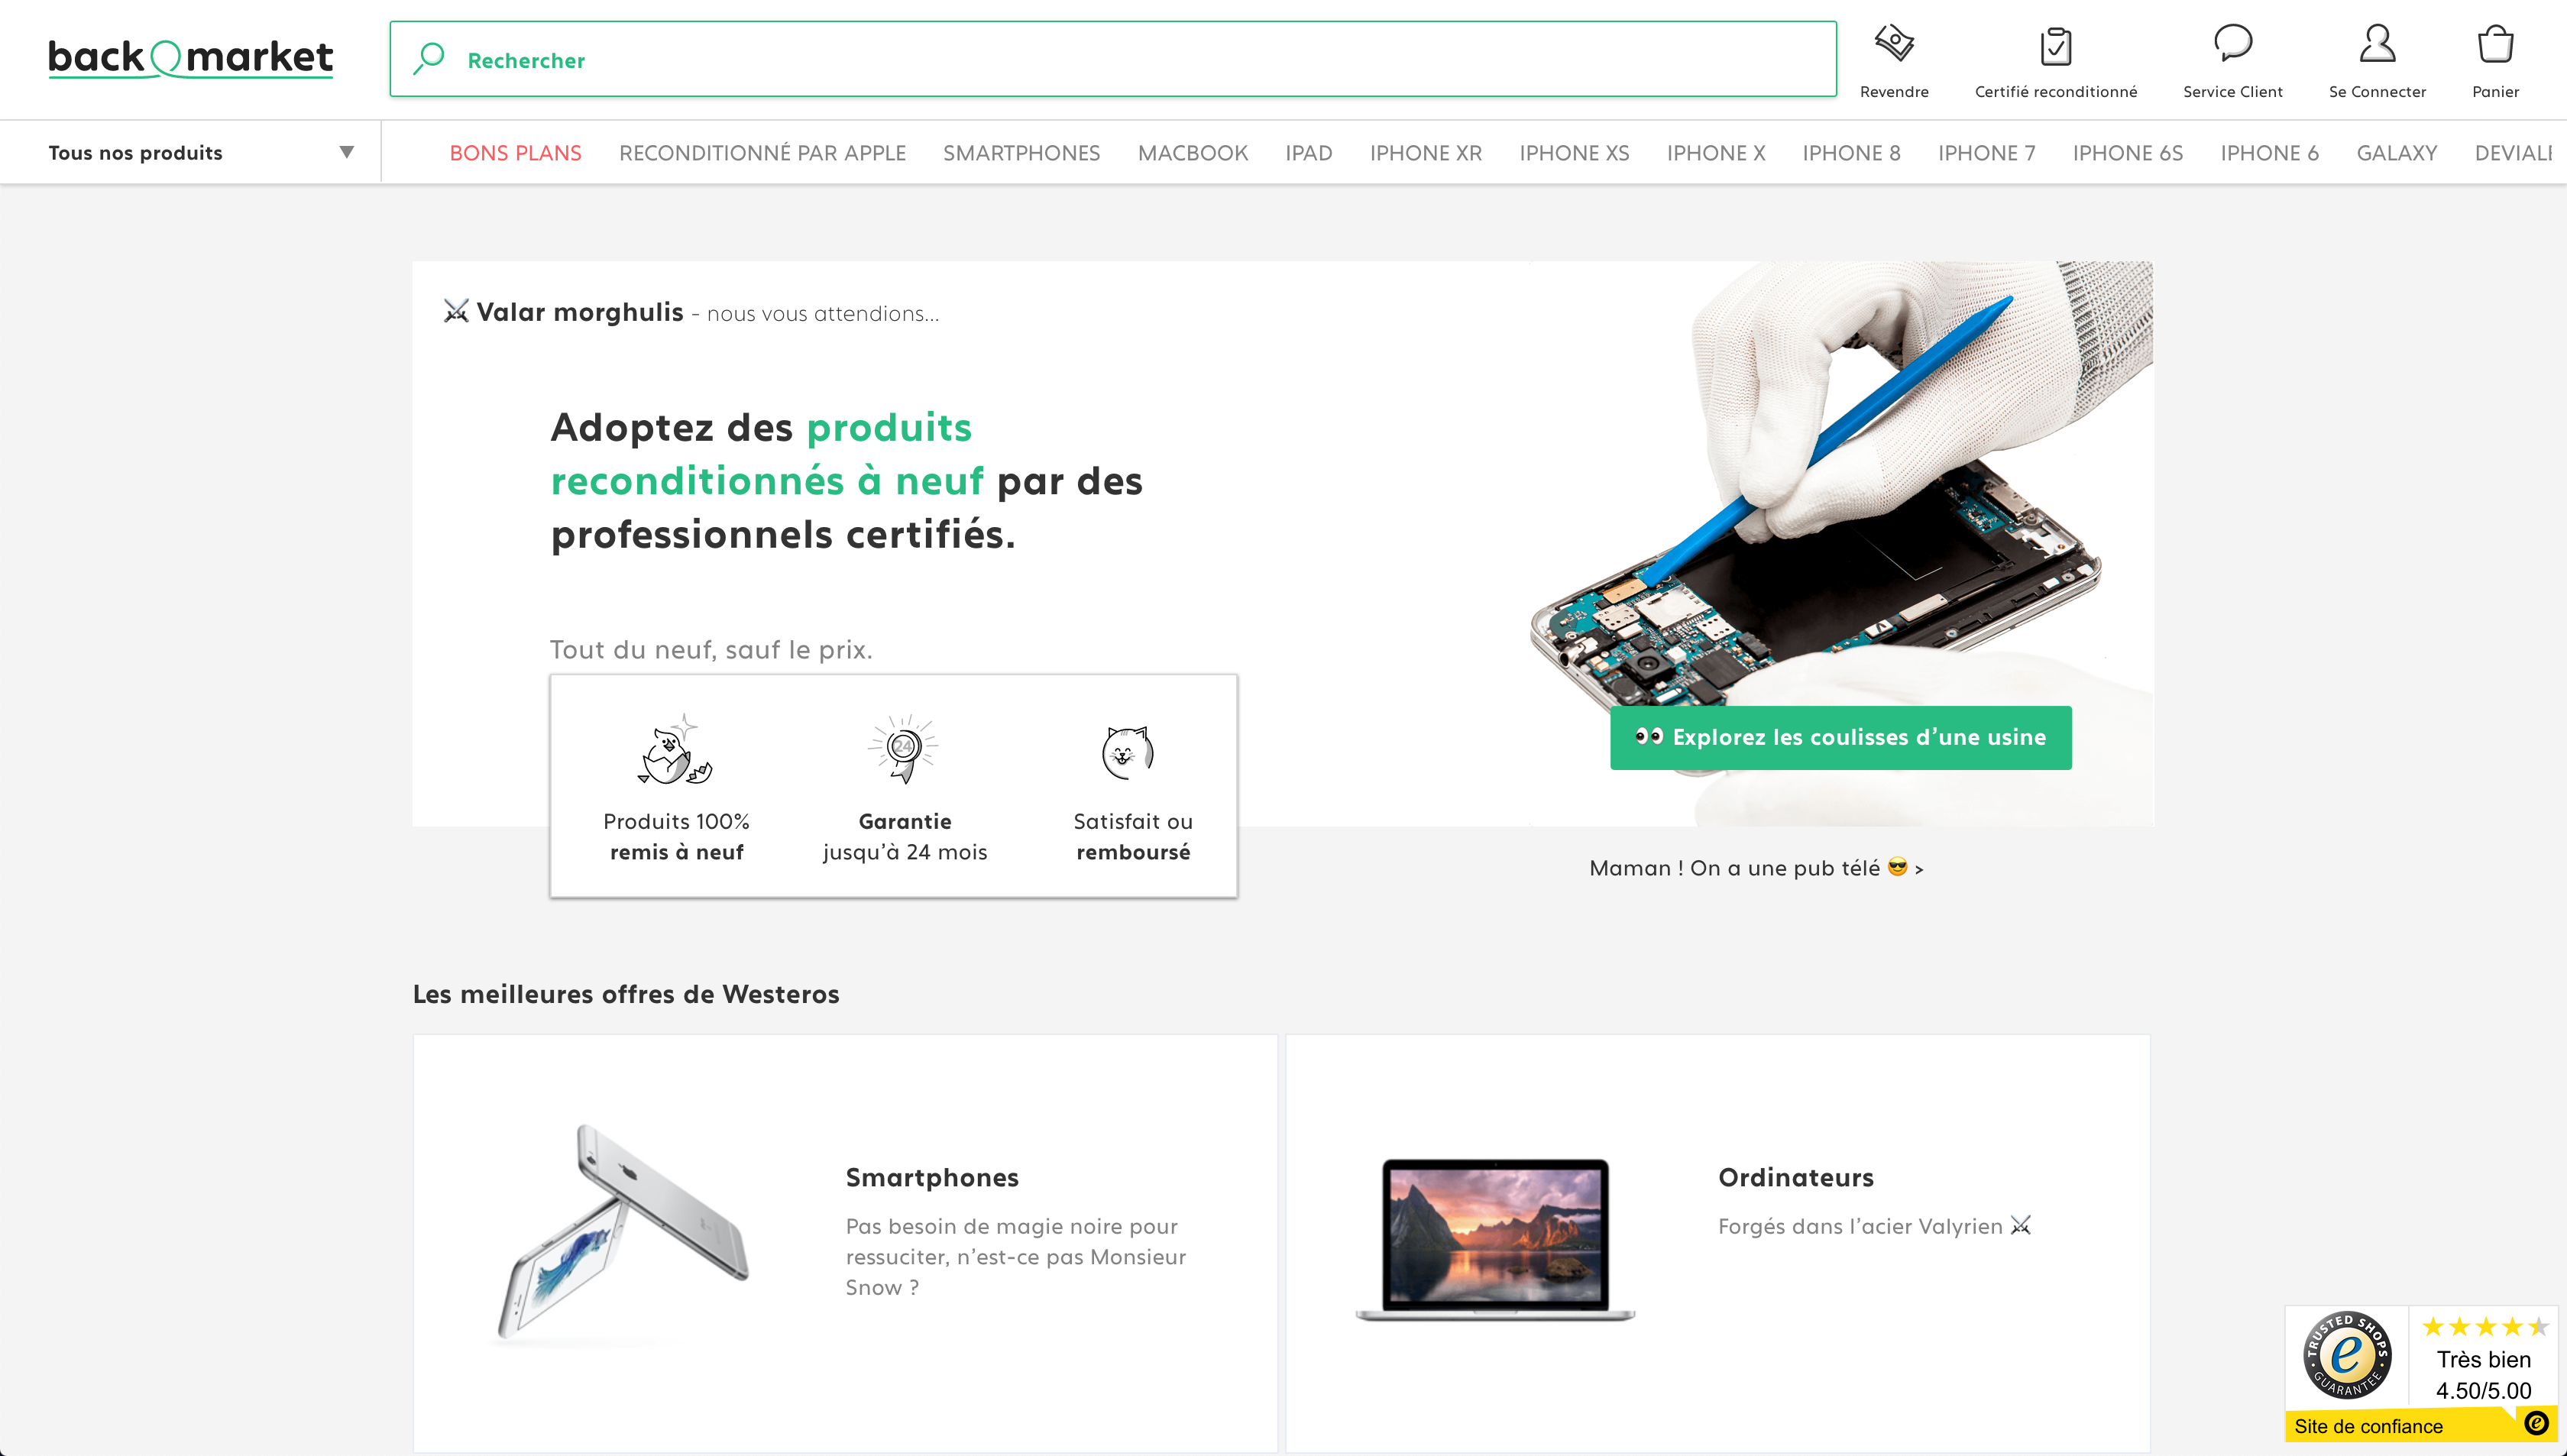 back market
Rechercher
Revendre
Certifié reconditionné
Service Client
Se Connecter
Panier
Tous nos produits ▼
BONS PLANS
RECONDITIONNÉ PAR APPLE
SMARTPHONES
MACBOOK
IPAD
IPHONE XR
IPHONE XS
IPHONE X
IPHONE 8
IPHONE 7
IPHONE 6S
IPHONE 6
GALAXY
DEVIALE
⚔️ Valar morghulis - nous vous attendions...
Adoptez des produits
reconditionnés à neuf par des
professionnels certifiés.
Tout du neuf, sauf le prix.
Produits 100%
remis à neuf
24
Garantie
jusqu'à 24 mois
Satisfait ou
remboursé
👀 Explorez les coulisses d'une usine
Maman ! On a une pub télé 😎 >
Les meilleures offres de Westeros
Smartphones
Pas besoin de magie noire pour
ressuciter, n'est-ce pas Monsieur
Snow ?
Ordinateurs
Forgés dans l'acier Valyrien ⚔️
TRUSTED SHOPS
e
GUARANTEE
Très bien
4.50/5.00
Site de confiance
e